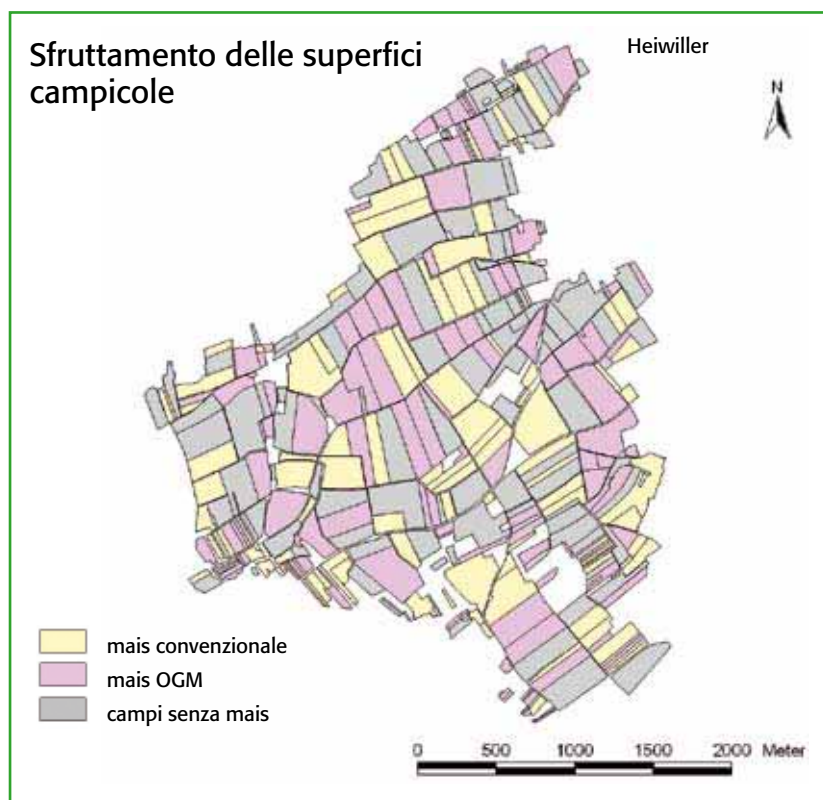 Sfruttamento delle superfici
campicole
Heiwiller
N
mais convenzionale
mais OGM
campi senza mais
0 500 1000 1500 2000 Meter